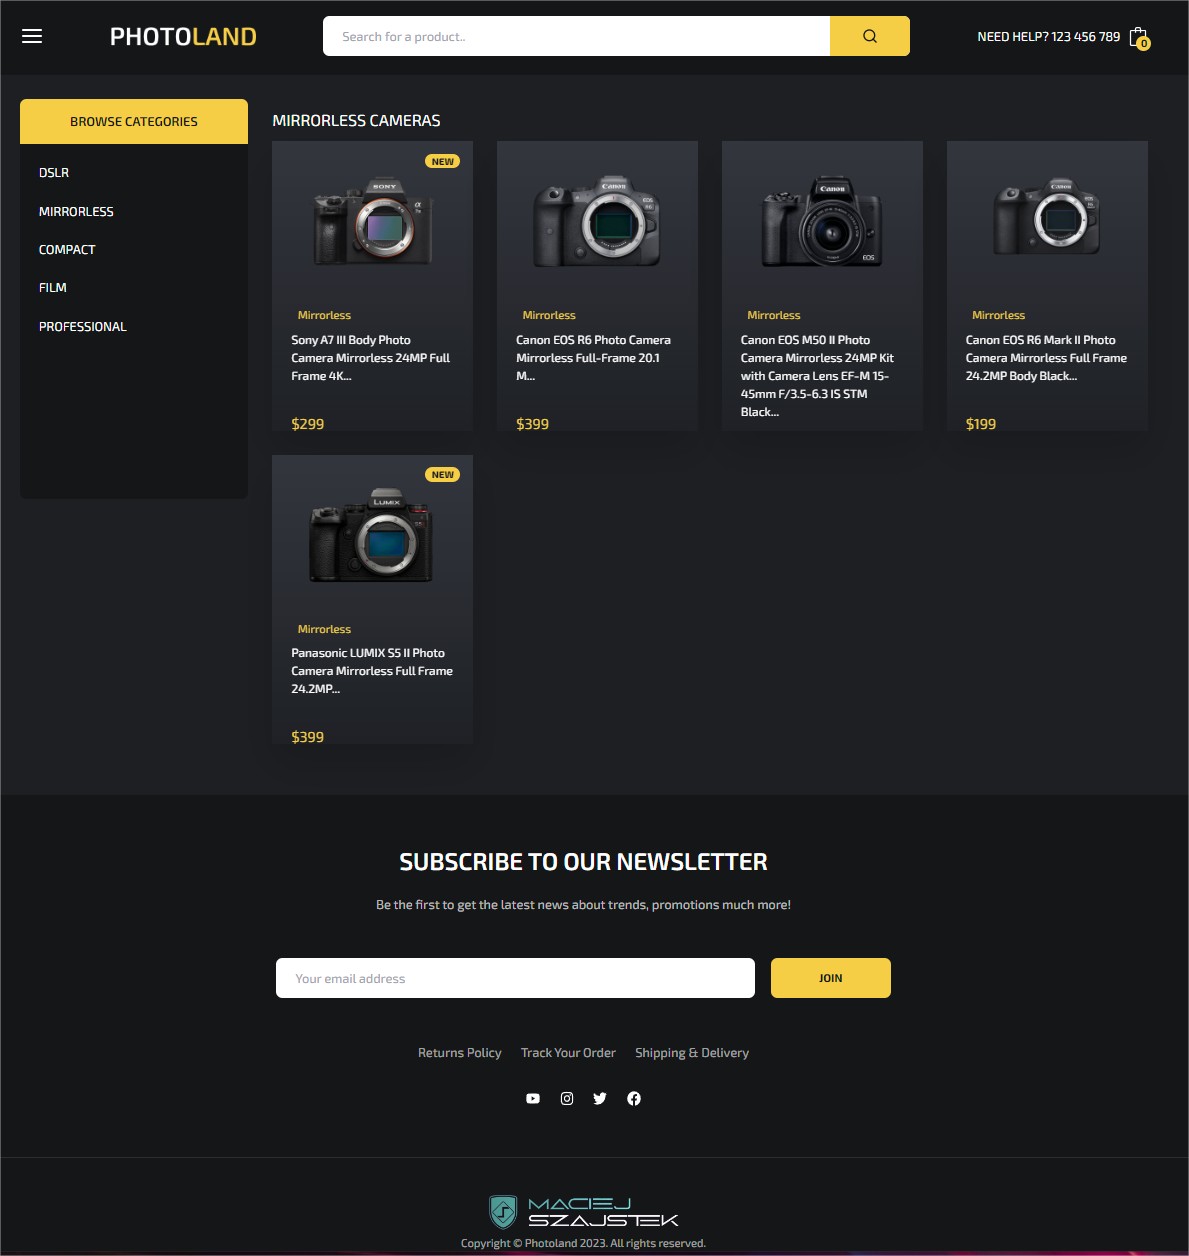 PHOTOLAND
Search for a product..
NEED HELP? 123 456 789
0
BROWSE CATEGORIES
DSLR
MIRRORLESS
COMPACT
FILM
PROFESSIONAL
MIRRORLESS CAMERAS
NEW
SONY
Mirrorless
Sony A7 III Body Photo
Camera Mirrorless 24MP Full
Frame 4K...
$299
Canon
EOS
R6
Mirrorless
Canon EOS R6 Photo Camera
Mirrorless Full-Frame 20.1
M...
$399
Canon
EOS
Mirrorless
Canon EOS M50 II Photo
Camera Mirrorless 24MP Kit
with Camera Lens EF-M 15-
45mm F/3.5-6.3 IS STM
Black...
Canon
Mirrorless
Canon EOS R6 Mark II Photo
Camera Mirrorless Full Frame
24.2MP Body Black...
$199
NEW
LUMIX
Mirrorless
Panasonic LUMIX S5 II Photo
Camera Mirrorless Full Frame
24.2MP...
$399
SUBSCRIBE TO OUR NEWSLETTER
Be the first to get the latest news about trends, promotions much more!
Your email address
JOIN
Returns Policy Track Your Order Shipping & Delivery
MACIEJ
SZAJSTEK
Copyright © Photoland 2023. All rights reserved.